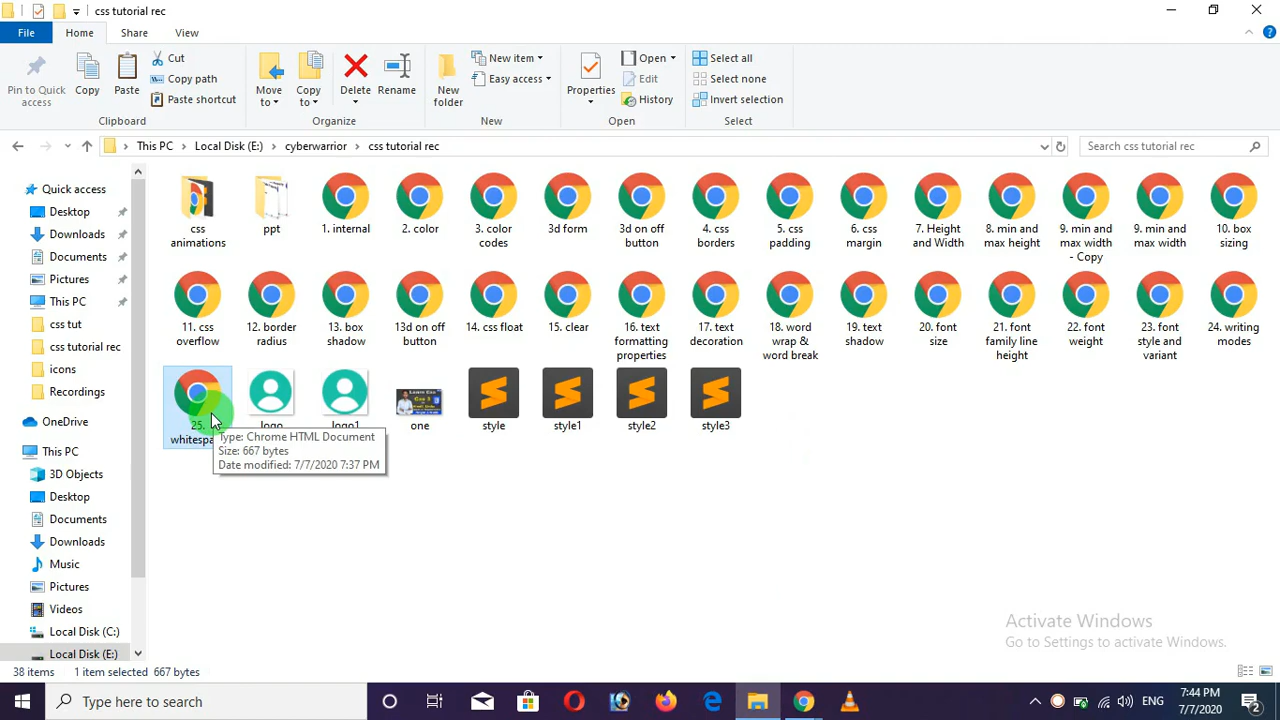 css tutorial rec
File
Home
Share
View
Pin to Quick access
Copy
Paste
Cut
Copy path
Paste shortcut
Clipboard
Move to
Copy to
Delete
Rename
Organize
New folder
New item
Easy access
New
Properties
Open
Edit
History
Open
Select all
Select none
Invert selection
Select
This PC
Local Disk (E:)
cyberwarrior
css tutorial rec
Search css tutorial rec
Quick access
Desktop
Downloads
Documents
Pictures
This PC
css tut
css tutorial rec
icons
Recordings
OneDrive
This PC
3D Objects
Desktop
Documents
Downloads
Music
Pictures
Videos
Local Disk (C:)
Local Disk (E:)
css animations
ppt
1. internal
2. color
3. color codes
3d form
3d on off button
4. css borders
5. css padding
6. css margin
7. Height and Width
8. min and max height
9. min and max width - Copy
9. min and max width
10. box sizing
11. css overflow
12. border radius
13. box shadow
13d on off button
14. css float
15. clear
16. text formatting properties
17. text decoration
18. word wrap & word break
19. text shadow
20. font size
21. font family line height
22. font weight
23. font style and variant
24. writing modes
25.
logo
logo1
one
style
style1
style2
style3
Type: Chrome HTML Document
Size: 667 bytes
Date modified: 7/7/2020 7:37 PM
Activate Windows
Go to Settings to activate Windows.
38 items
1 item selected 667 bytes
Type here to search
ENG
7:44 PM
7/7/2020
2